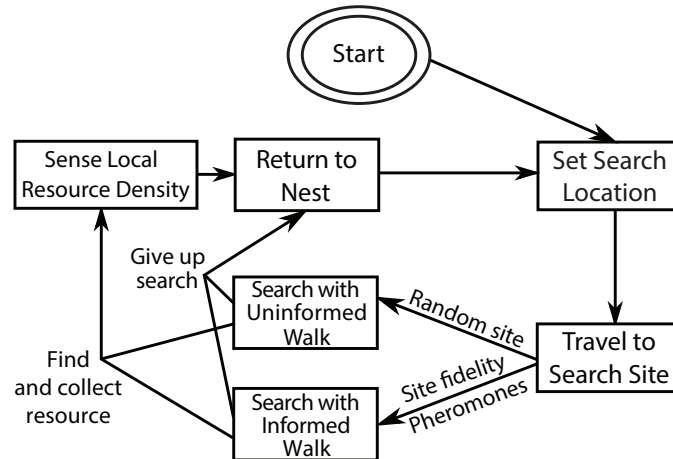 Start
Sense Local
Resource Density
Return to
Nest
Set Search
Location
Give up
search
Search with
Uninformed
Walk
Random site
Travel to
Search Site
Find
and collect
resource
Search with
Informed
Walk
Site fidelity
Pheromones